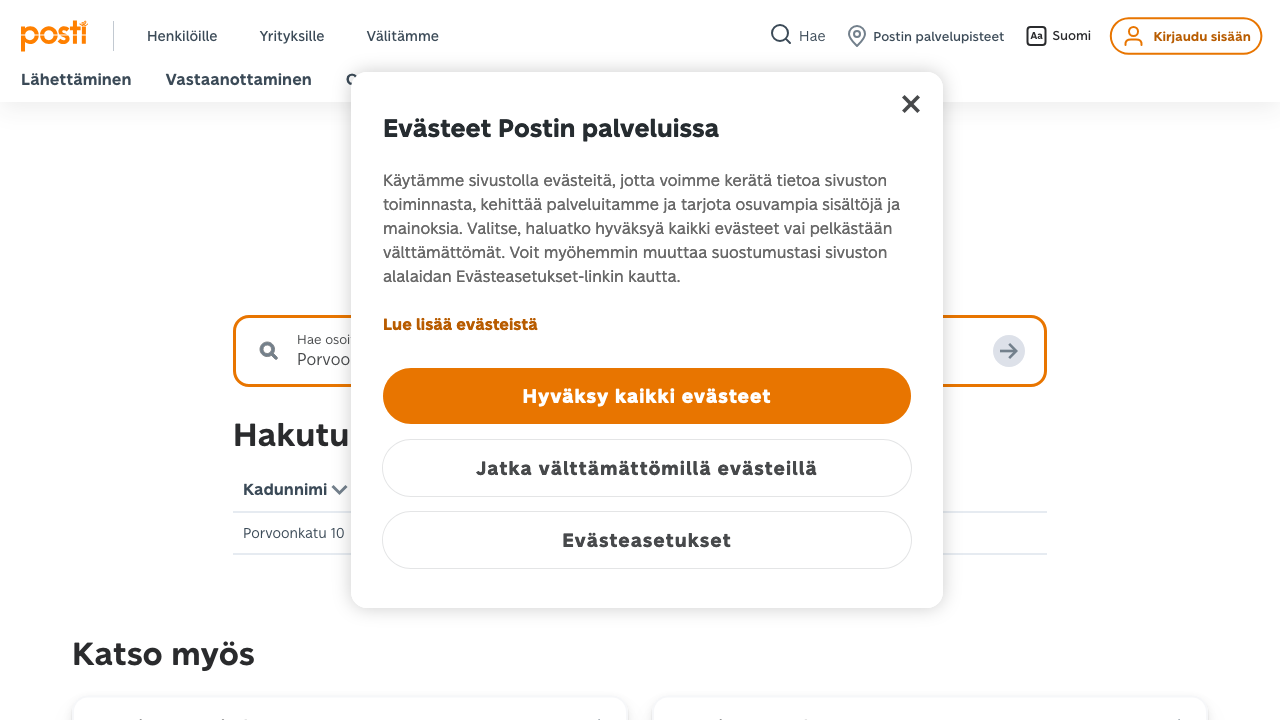 posti
Henkilöille
Yrityksille
Välitämme
Hae
Postin palvelupisteet
Aa
Suomi
Kirjaudu sisään
Lähettäminen
Vastaanottaminen
Evästeet Postin palveluissa
Käytämme sivustolla evästeitä, jotta voimme kerätä tietoa sivuston
toiminnasta, kehittää palveluitamme ja tarjota osuvampia sisältöjä ja
mainoksia. Valitse, haluatko hyväksyä kaikki evästeet vai pelkästään
välttämättömät. Voit myöhemmin muuttaa suostumustasi sivuston
alalaidan Evästeasetukset-linkin kautta.
Lue lisää evästeistä
Hyväksy kaikki evästeet
Jatka välttämättömillä evästeillä
Evästeasetukset
Hae osoi
Porvoon
Hakutu
Kadunnimi
Porvoonkatu 10
Katso myös